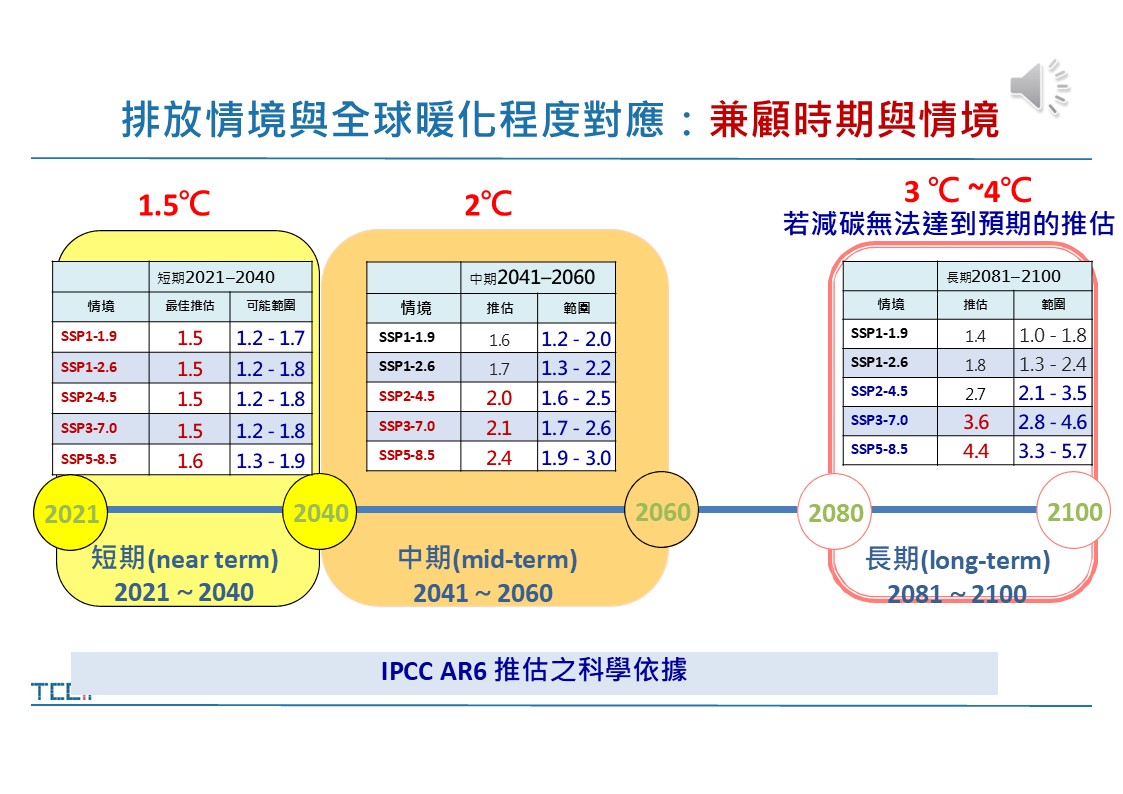 排放情境與全球暖化程度對應：兼顧時期與情境
1.5℃
短期2021–2040
情境 最佳推估 可能範圍
SSP1-1.9 1.5 1.2 - 1.7
SSP1-2.6 1.5 1.2 - 1.8
SSP2-4.5 1.5 1.2 - 1.8
SSP3-7.0 1.5 1.2 - 1.8
SSP5-8.5 1.6 1.3 - 1.9
2℃
中期2041–2060
情境 推估 範圍
SSP1-1.9 1.6 1.2 - 2.0
SSP1-2.6 1.7 1.3 - 2.2
SSP2-4.5 2.0 1.6 - 2.5
SSP3-7.0 2.1 1.7 - 2.6
SSP5-8.5 2.4 1.9 - 3.0
3 ℃ ~4℃
若減碳無法達到預期的推估
長期2081–2100
情境 推估 範圍
SSP1-1.9 1.4 1.0 - 1.8
SSP1-2.6 1.8 1.3 - 2.4
SSP2-4.5 2.7 2.1 - 3.5
SSP3-7.0 3.6 2.8 - 4.6
SSP5-8.5 4.4 3.3 - 5.7
2021 2040 2060 2080 2100
短期(near term)
2021 ~ 2040
中期(mid-term)
2041 ~ 2060
長期(long-term)
2081 ~ 2100
IPCC AR6 推估之科學依據